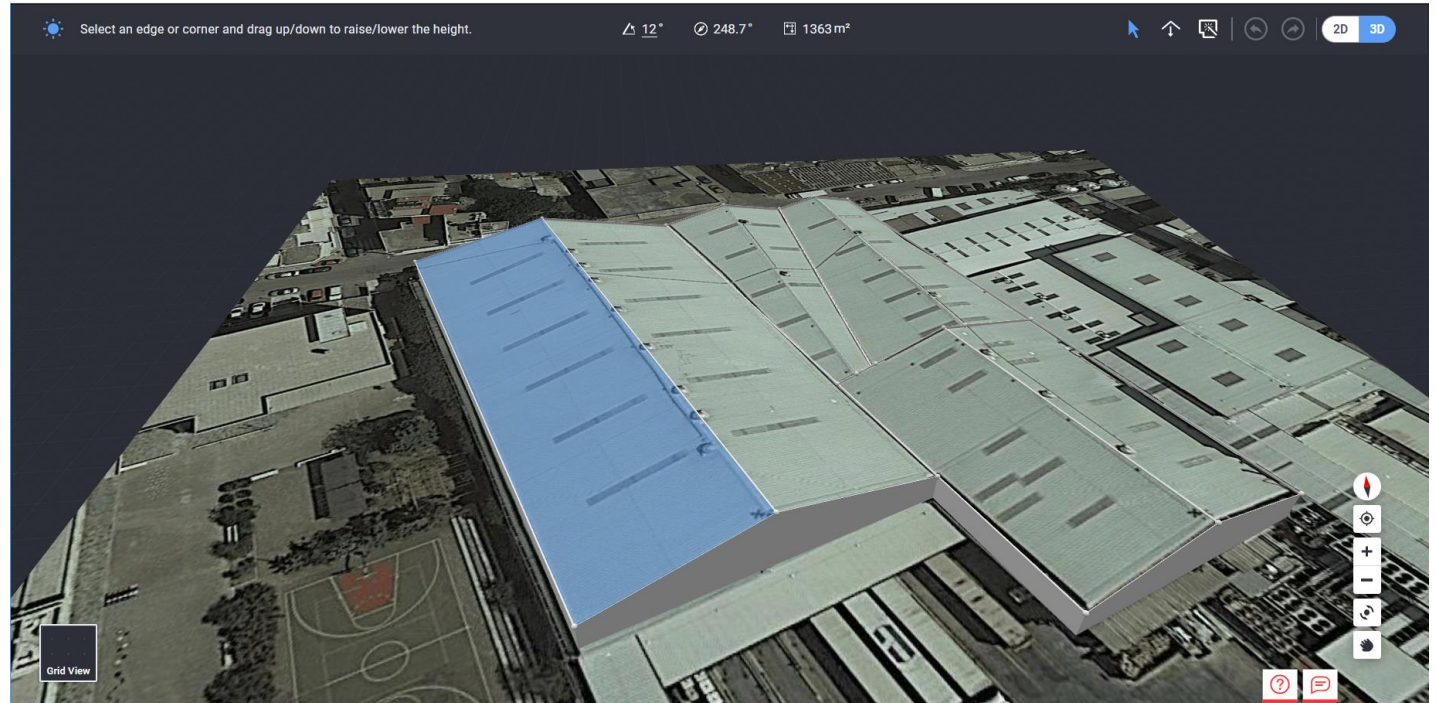 Select an edge or corner and drag up/down to raise/lower the height.
12°
248.7°
1363 m²
2D
3D
Grid View